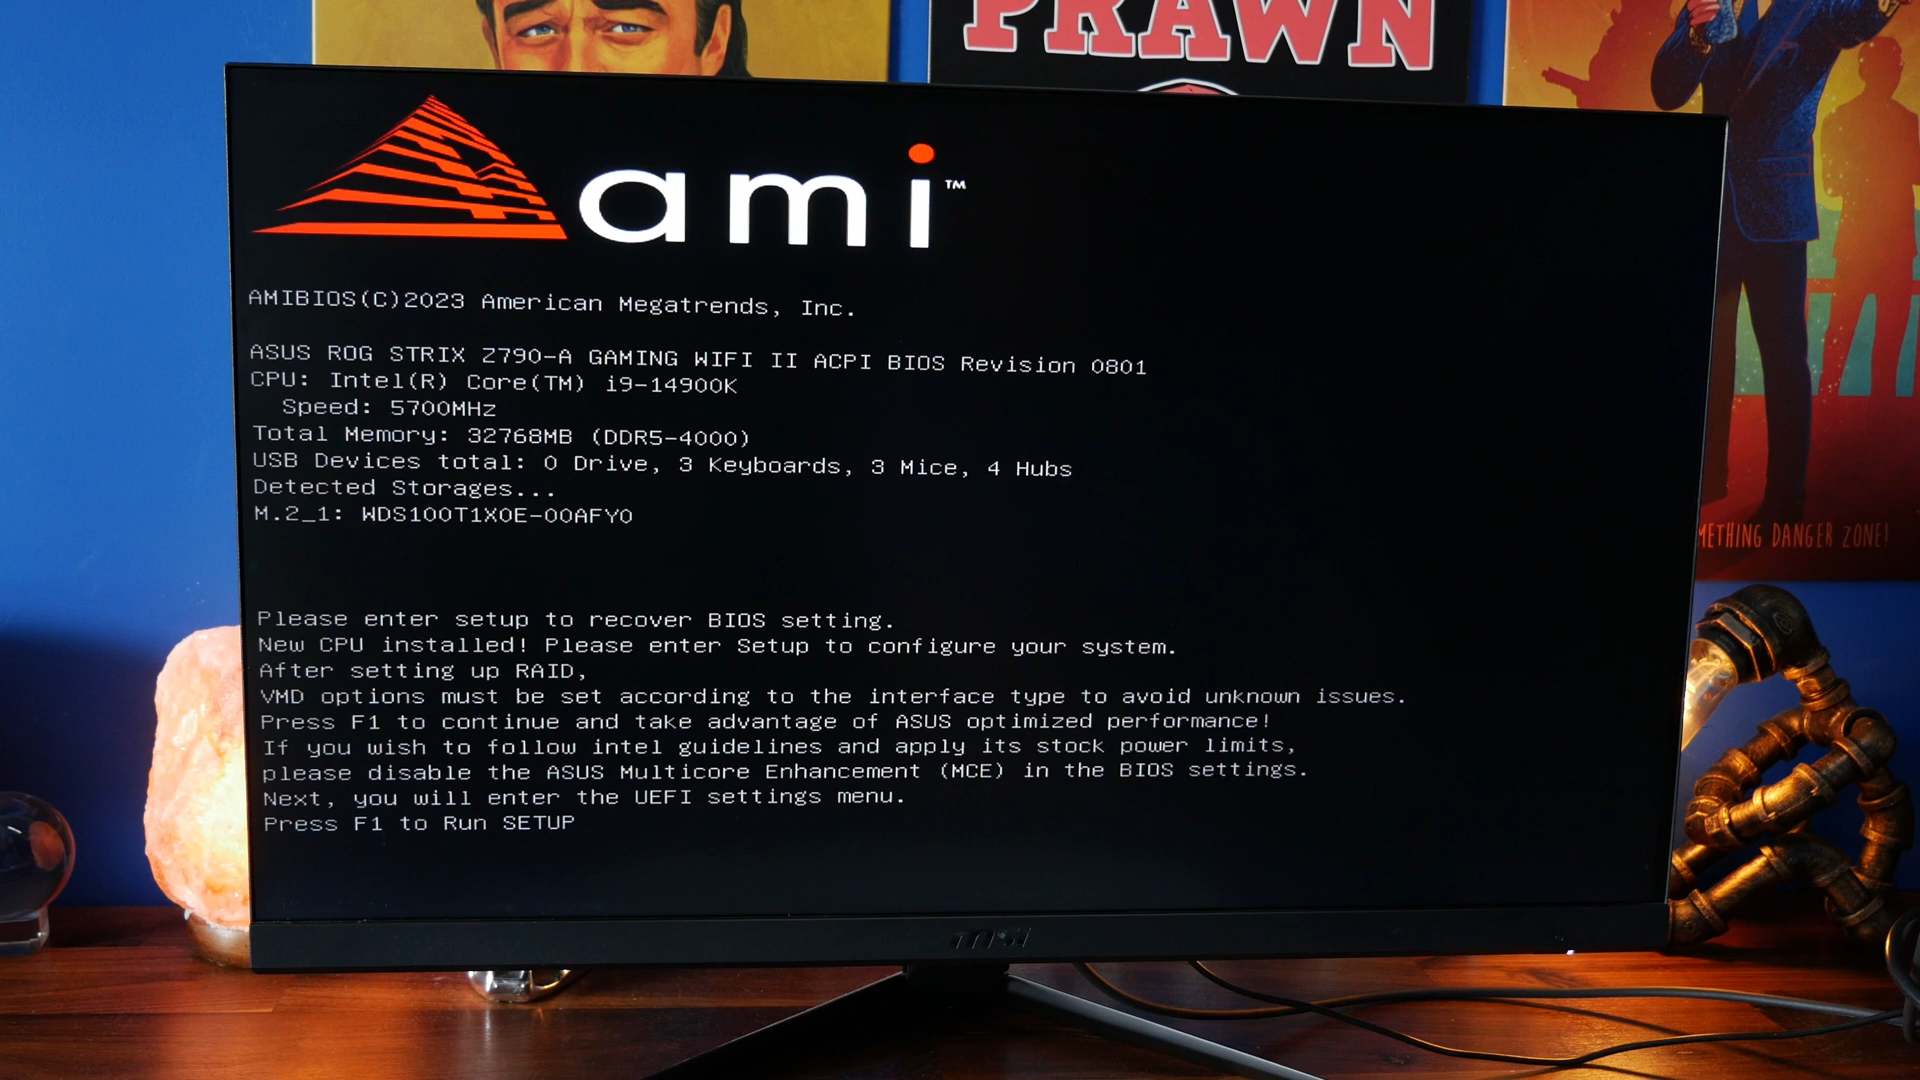 PRAWN
ami™
AMIBIOS(C)2023 American Megatrends, Inc.
ASUS ROG STRIX Z790-A GAMING WIFI II ACPI BIOS Revision 0801
CPU: Intel(R) Core(TM) i9-14900K
Speed: 5700MHz
Total Memory: 32768MB (DDR5-4000)
USB Devices total: 0 Drive, 3 Keyboards, 3 Mice, 4 Hubs
Detected Storages...
M.2_1: WDS100T1X0E-00AFY0
METHING DANGER ZONE!
Please enter setup to recover BIOS setting.
New CPU installed! Please enter Setup to configure your system.
After setting up RAID,
VMD options must be set according to the interface type to avoid unknown issues.
Press F1 to continue and take advantage of ASUS optimized performance!
If you wish to follow intel guidelines and apply its stock power limits,
please disable the ASUS Multicore Enhancement (MCE) in the BIOS settings.
Next, you will enter the UEFI settings menu.
Press F1 to Run SETUP
msi